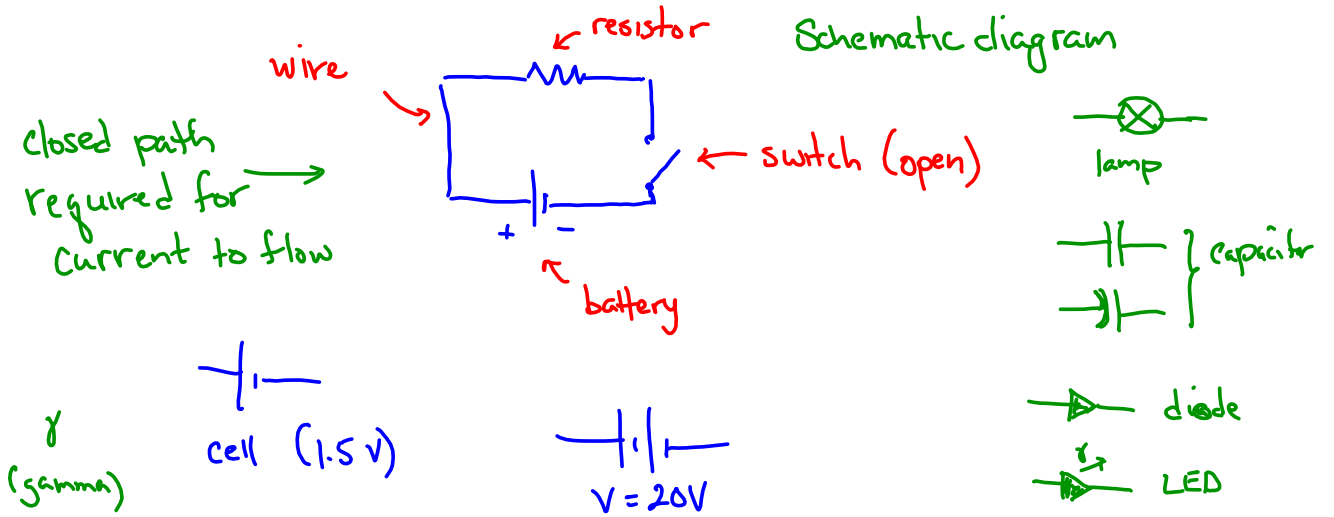 resistor
Schematic diagram
wire
closed path
required for
current to flow
switch (open)
lamp
+ -
capacitor
battery
diode
γ
(gamma)
cell (1.5 V)
V = 20V
γ
LED